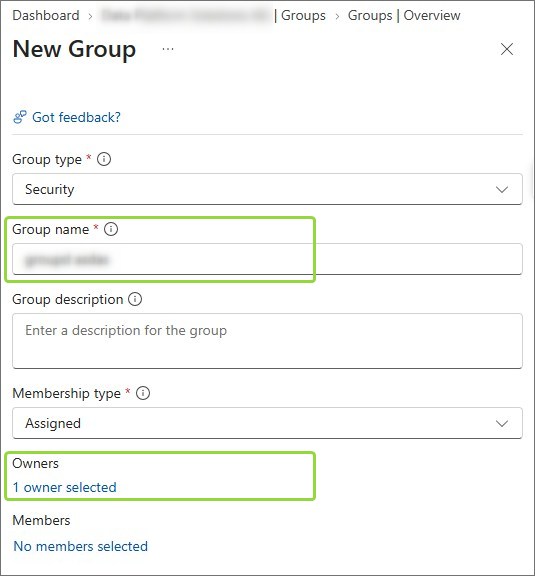 Dashboard > | Groups > Groups | Overview
New Group ...
Got feedback?
Group type *
Security
Group name *
Group description
Enter a description for the group
Membership type *
Assigned
Owners
1 owner selected
Members
No members selected